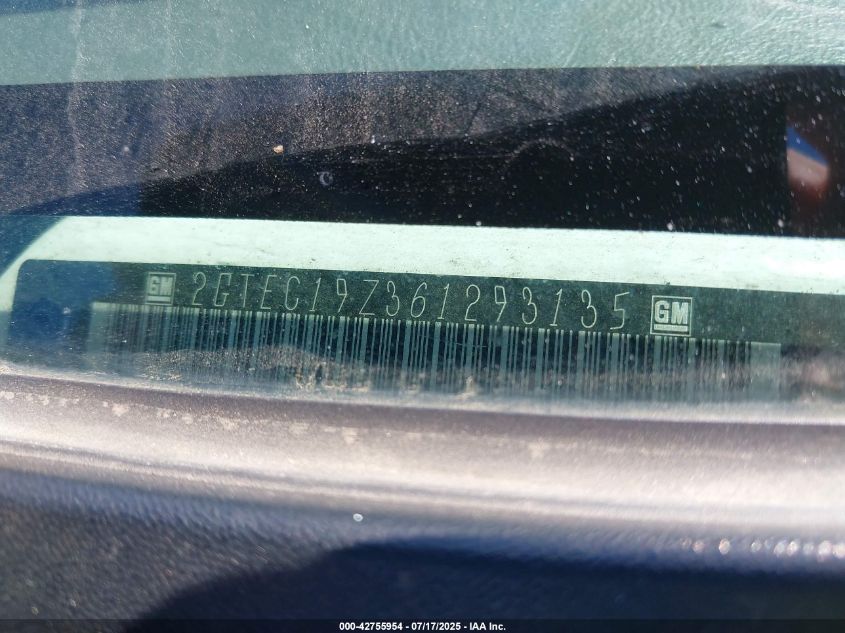 GM 2GTEC19Z361293135 GM
000-42755954 / 07/17/2025 - IAA Inc.